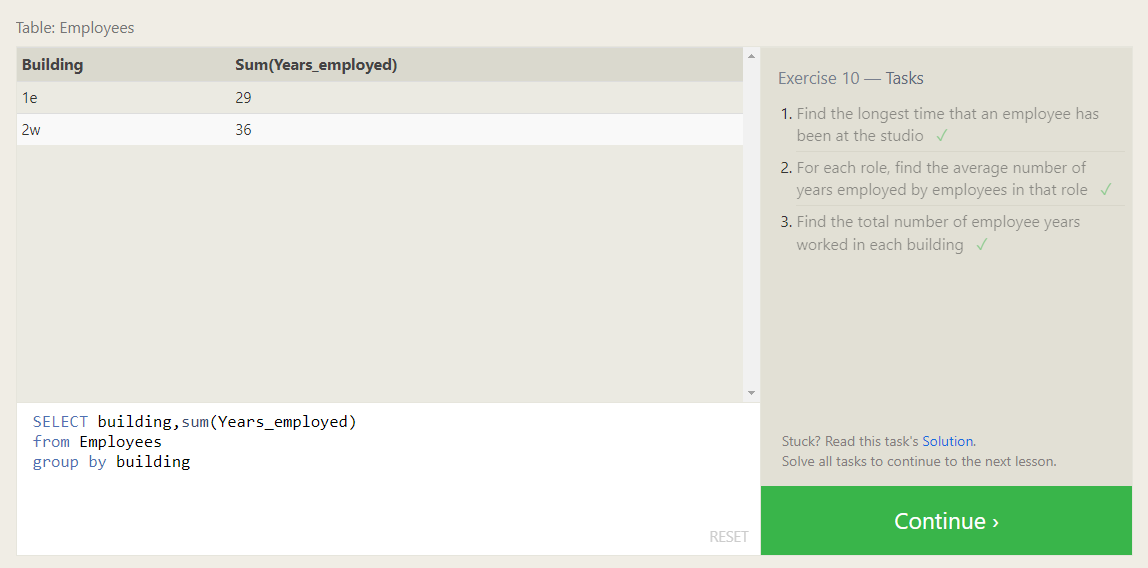 Table: Employees
Building Sum(Years_employed)
1e 29
2w 36
SELECT building,sum(Years_employed)
from Employees
group by building
RESET
Exercise 10 — Tasks
1. Find the longest time that an employee has
been at the studio ✓
2. For each role, find the average number of
years employed by employees in that role ✓
3. Find the total number of employee years
worked in each building ✓
Stuck? Read this task's Solution.
Solve all tasks to continue to the next lesson.
Continue ›